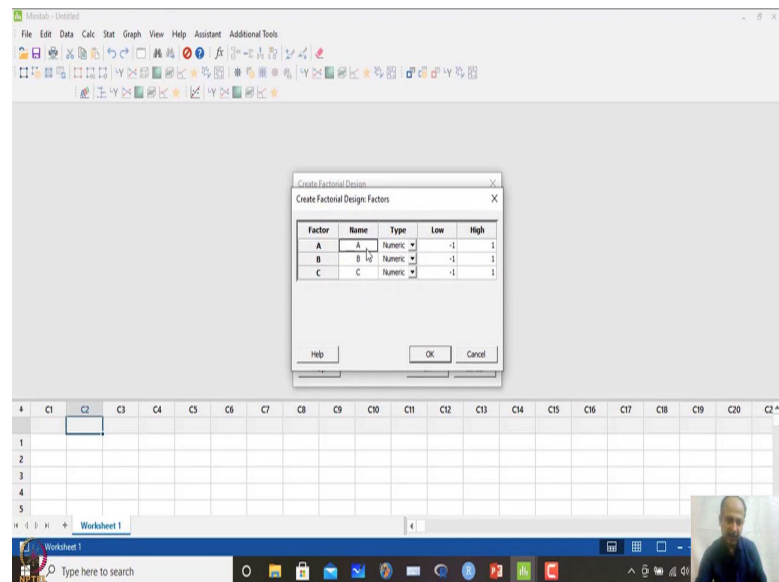 Minitab - Untitled
File Edit Data Calc Stat Graph View Help Assistant Additional Tools
Create Factorial Design
Create Factorial Design: Factors
Factor Name Type Low High
A A Numeric -1 1
B B Numeric -1 1
C C Numeric -1 1
Help OK Cancel
C1 C2 C3 C4 C5 C6 C7 C8 C9 C10 C11 C12 C13 C14 C15 C16 C17 C18 C19 C20 C2
1
2
3
4
5
Worksheet 1
Worksheet 1
Type here to search
NPTEL